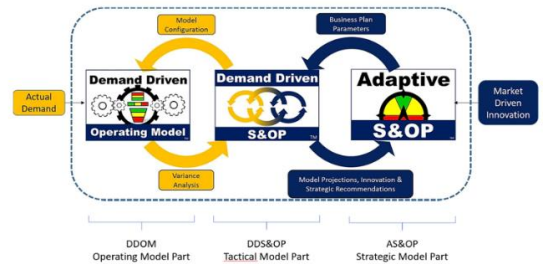 Model
Configuration
Business Plan
Parameters
Actual
Demand
Demand Driven
Operating Model
Demand Driven
S&OP
TM
Adaptive
S&OP
Market
Driven
Innovation
Variance
Analysis
Model Projections, Innovation &
Strategic Recommendations
DDOM
Operating Model Part
DDS&OP
Tactical Model Part
AS&OP
Strategic Model Part